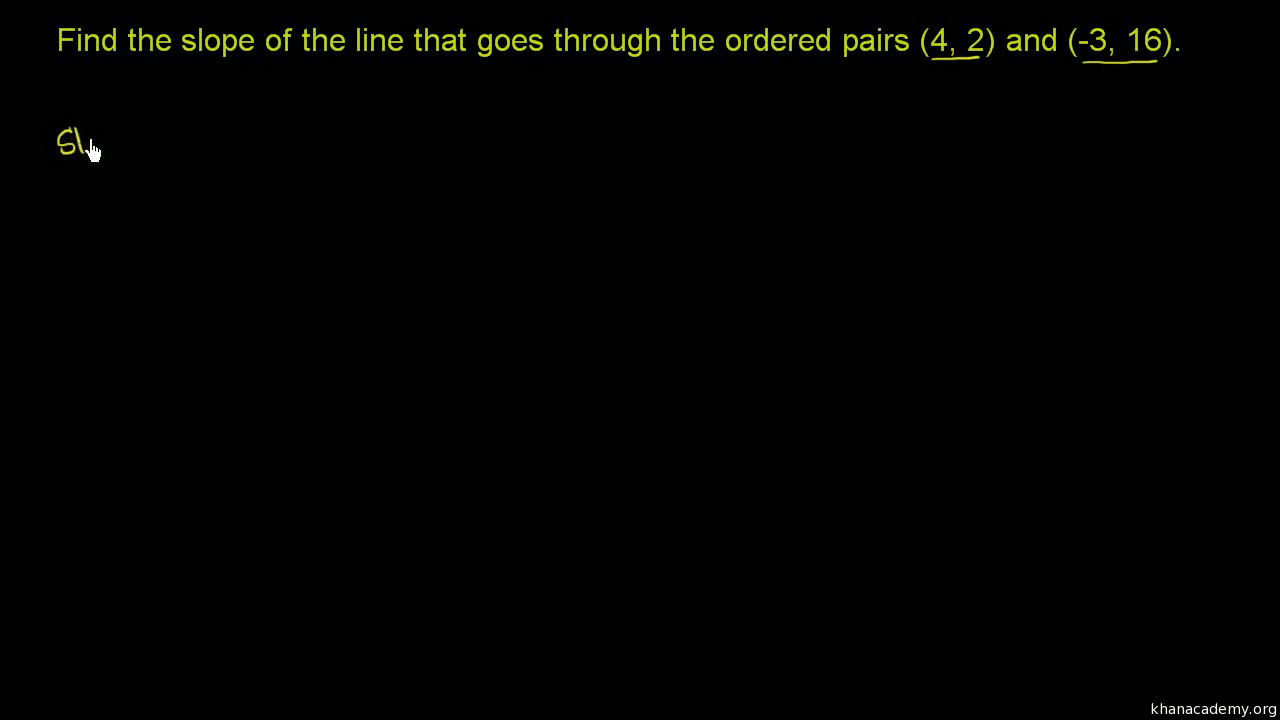 Find the slope of the line that goes through the ordered pairs (4, 2) and (-3, 16).
Sl
khanacademy.org